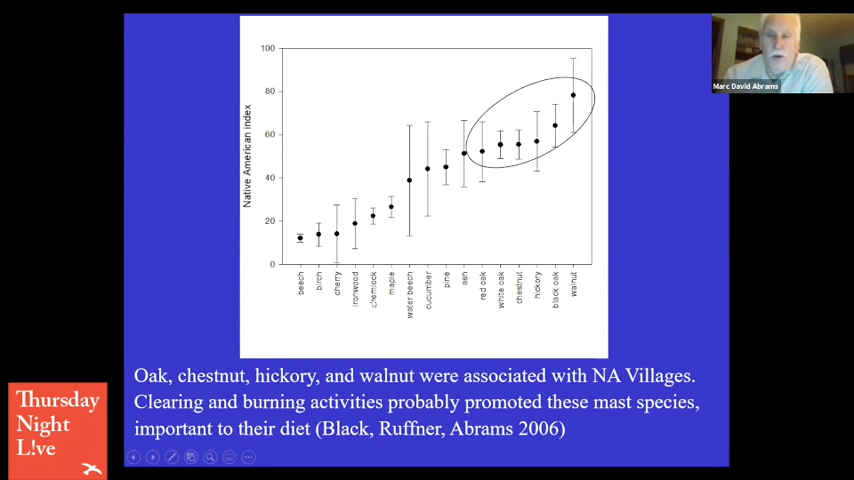 Marc David Abrams
100
80
60
40
20
0
Native American index
beech
birch
cherry
ironwood
hemlock
maple
water beech
cucumber
pine
ash
red oak
white oak
chestnut
hickory
black oak
walnut
Oak, chestnut, hickory, and walnut were associated with NA Villages.
Clearing and burning activities probably promoted these mast species,
important to their diet (Black, Ruffner, Abrams 2006)
Thursday
Night
L!ve